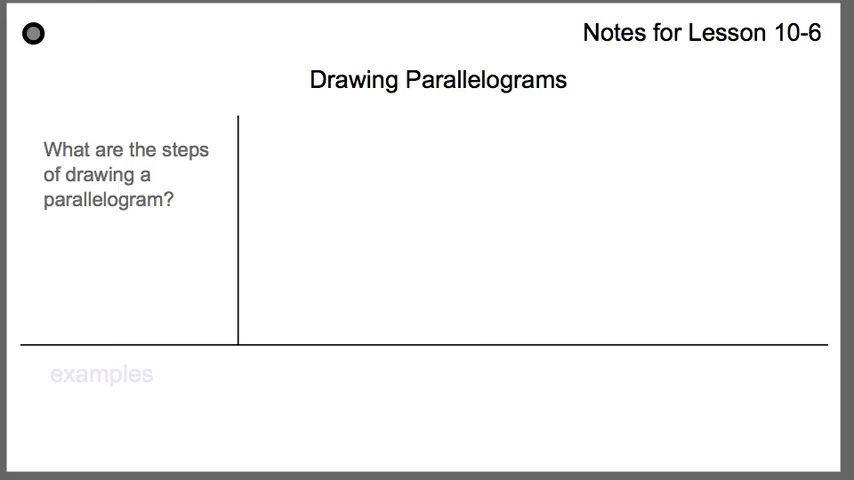 Notes for Lesson 10-6
Drawing Parallelograms
What are the steps
of drawing a
parallelogram?
examples